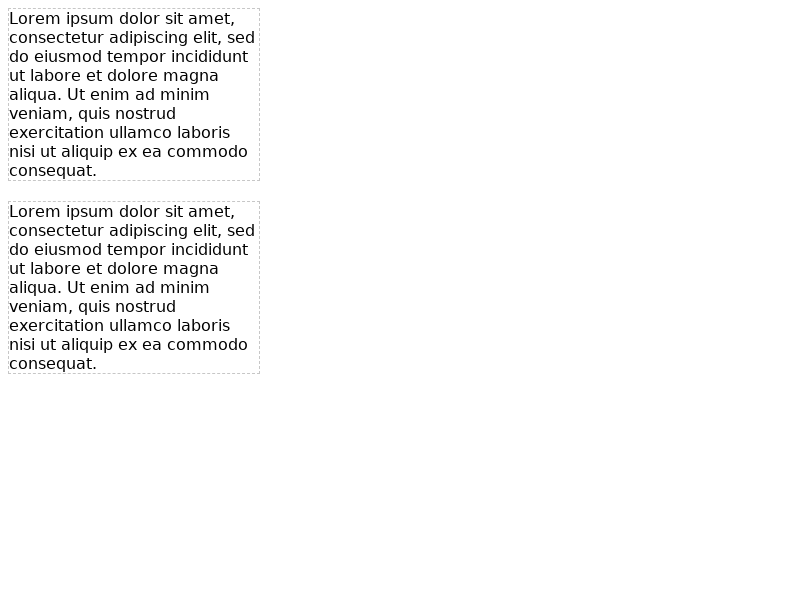 Lorem ipsum dolor sit amet,
consectetur adipiscing elit, sed
do eiusmod tempor incididunt
ut labore et dolore magna
aliqua. Ut enim ad minim
veniam, quis nostrud
exercitation ullamco laboris
nisi ut aliquip ex ea commodo
consequat.
Lorem ipsum dolor sit amet,
consectetur adipiscing elit, sed
do eiusmod tempor incididunt
ut labore et dolore magna
aliqua. Ut enim ad minim
veniam, quis nostrud
exercitation ullamco laboris
nisi ut aliquip ex ea commodo
consequat.